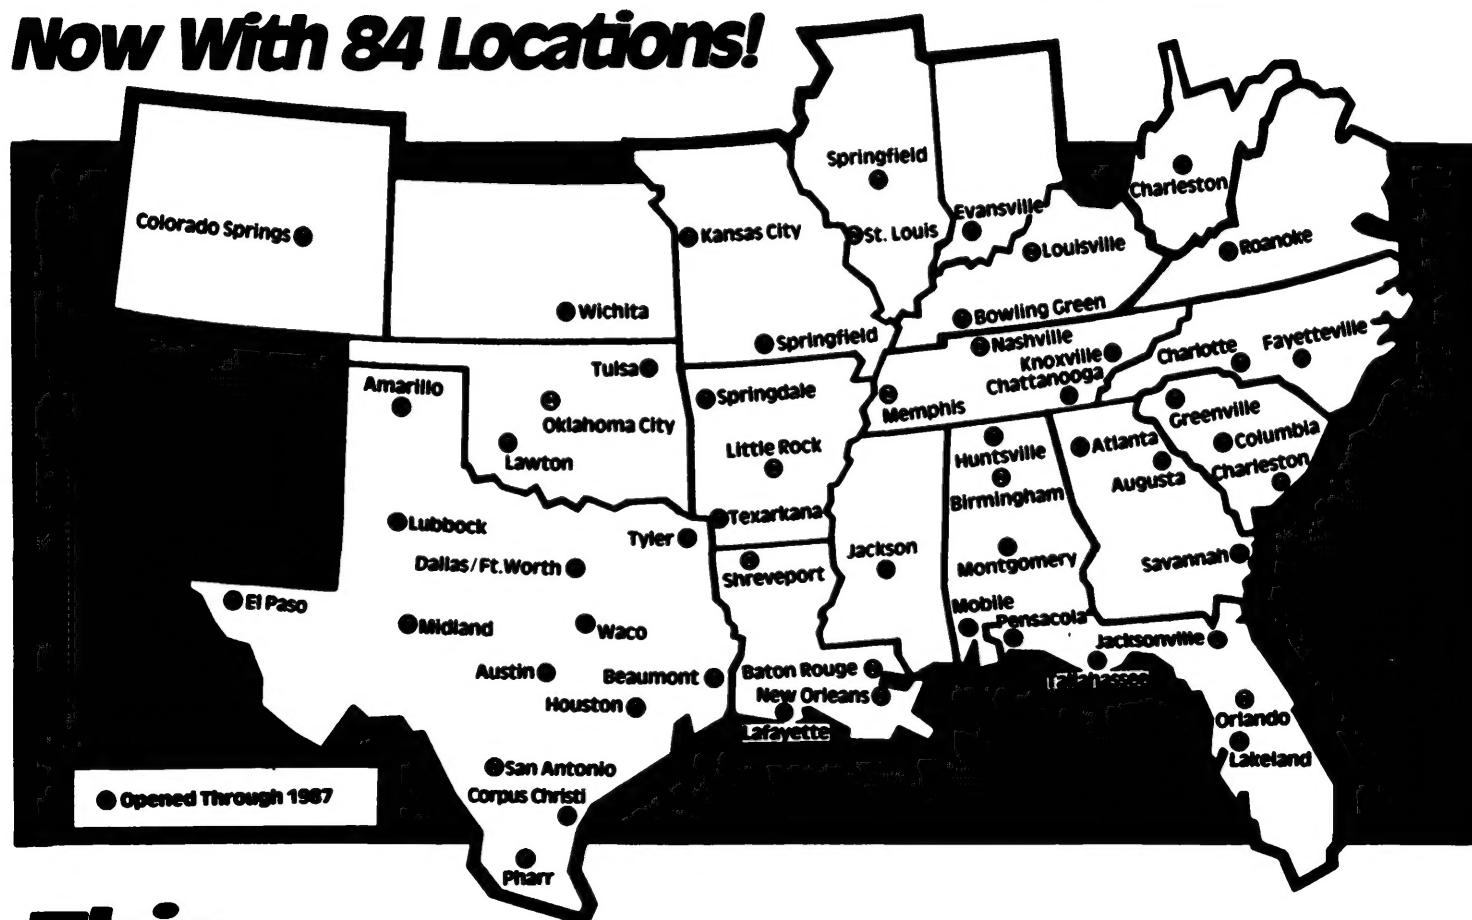 Now With 84 Locations!
Springfield
Charleston
Colorado Springs
Evansville
Kansas City
St. Louis
Louisville
Roanoke
Wichita
Bowling Green
Springfield
Nashville
Knoxville
Charlotte
Fayetteville
Tulsa
Chattanooga
Amarillo
Springdale
Memphis
Greenville
Oklahoma City
Columbia
Lawton
Little Rock
Huntsville
Atlanta
Charleston
Augusta
Birmingham
Lubbock
Texarkana
Tyler
Jackson
Dallas/Ft.Worth
Shreveport
Montgomery
Savannah
El Paso
Mobile
Midland
Waco
Pensacola
Jacksonville
Austin
Beaumont
Baton Rouge
Tallahassee
New Orleans
Houston
Orlando
Lafayette
Lakeland
San Antonio
Corpus Christi
Opened Through 1987
Pharr